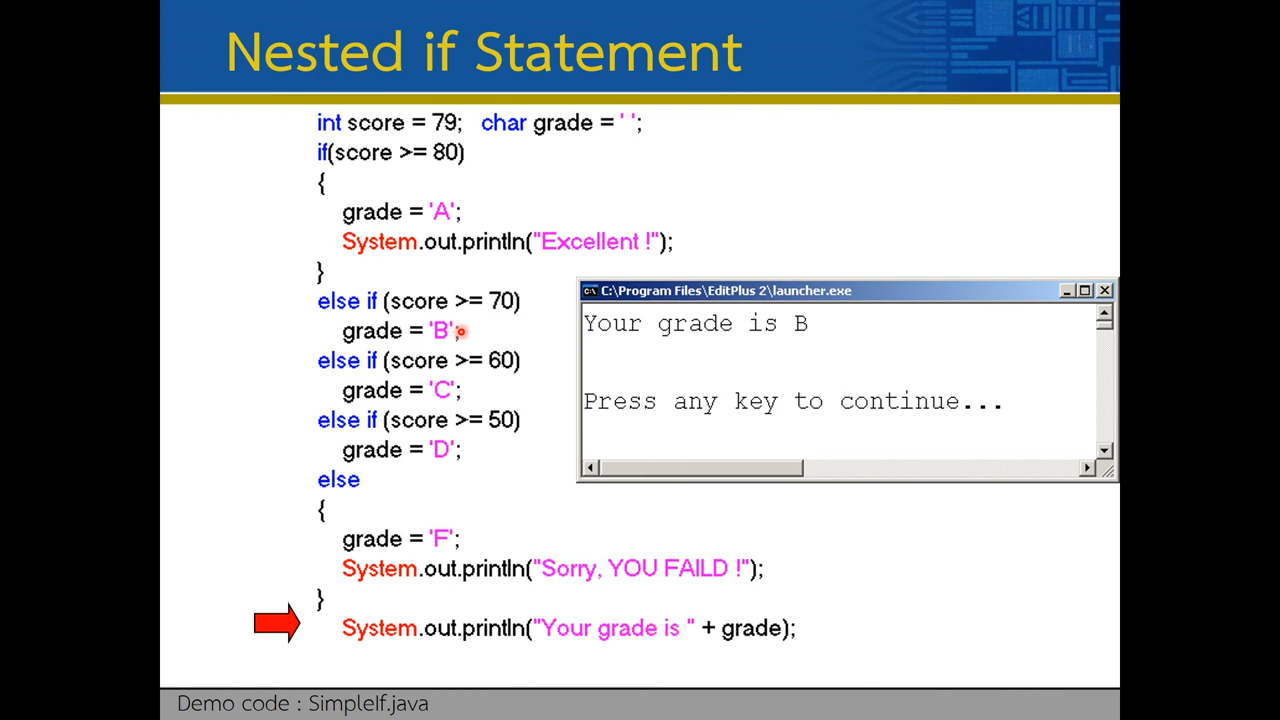 Nested if Statement
int score = 79; char grade = ' ';
if(score >= 80)
{
grade = 'A';
System.out.println("Excellent !");
}
else if (score >= 70)
grade = 'B';
else if (score >= 60)
grade = 'C';
else if (score >= 50)
grade = 'D';
else
{
grade = 'F';
System.out.println("Sorry, YOU FAILD !");
}
System.out.println("Your grade is " + grade);
C:\Program Files\EditPlus 2\launcher.exe
Your grade is B
Press any key to continue...
Demo code : SimpleIf.java